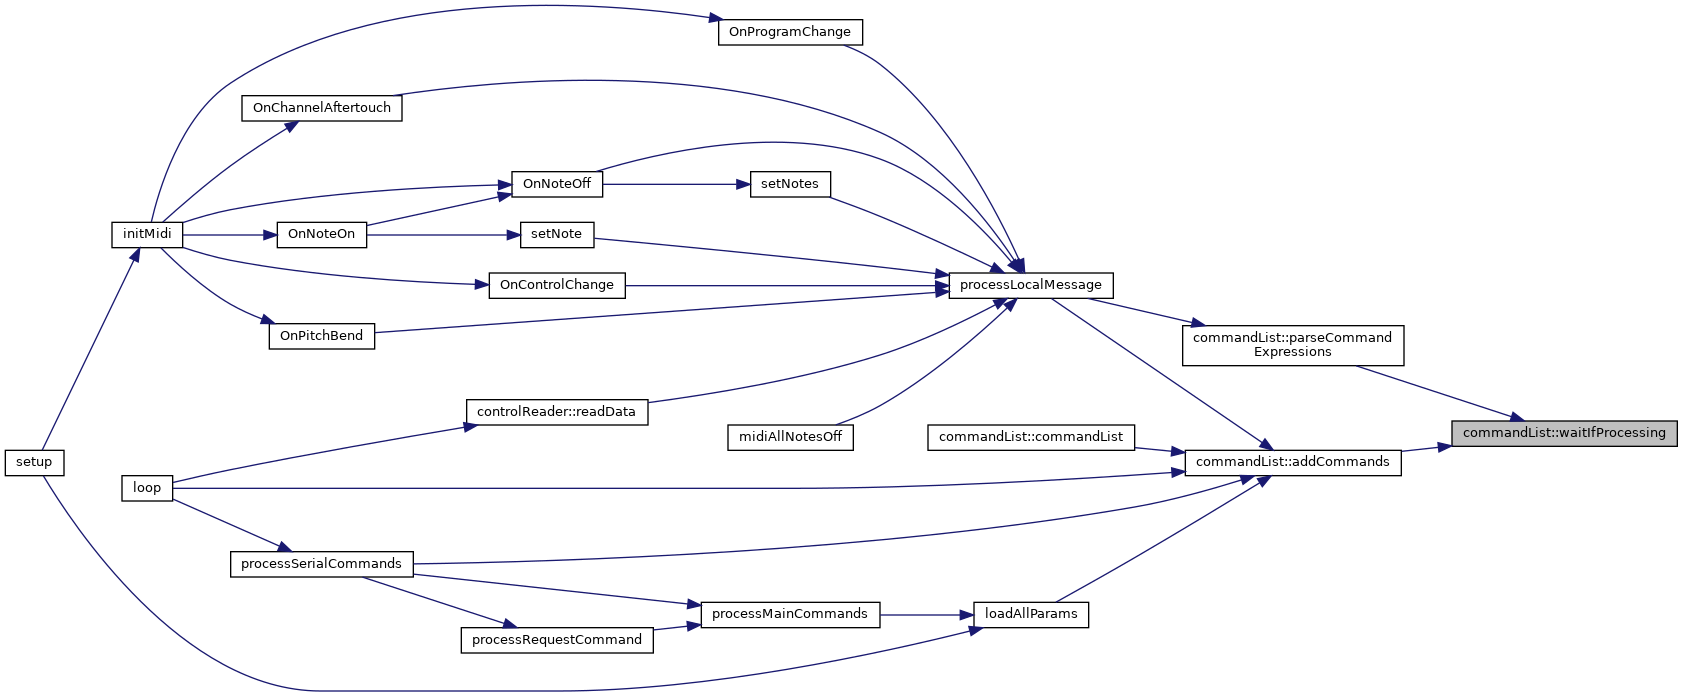 OnProgramChange
OnChannelAftertouch
OnNoteOff
setNotes
initMidi
OnNoteOn
setNote
OnControlChange
processLocalMessage
OnPitchBend
commandList::parseCommand
Expressions
controlReader::readData
midiAllNotesOff
commandList::commandList
commandList::waitIfProcessing
setup
commandList::addCommands
loop
processSerialCommands
processMainCommands
loadAllParams
processRequestCommand